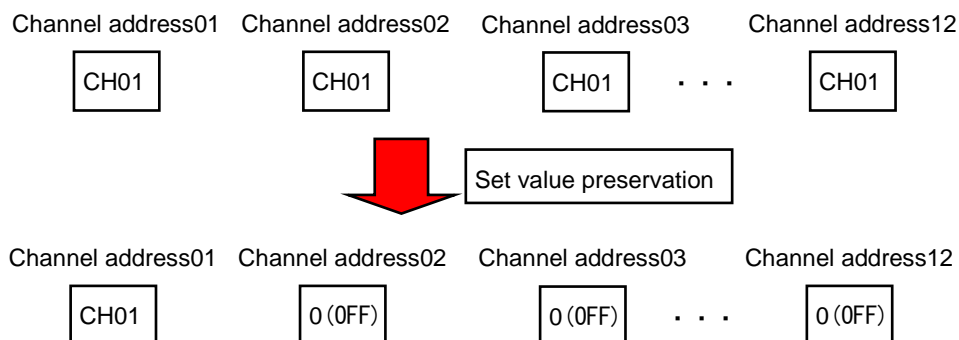 Channel address01 Channel address02 Channel address03 Channel address12
CH01 CH01 CH01 ・・・ CH01
Set value preservation
Channel address01 Channel address02 Channel address03 Channel address12
CH01 0(OFF) 0(OFF) ・・・ 0(OFF)